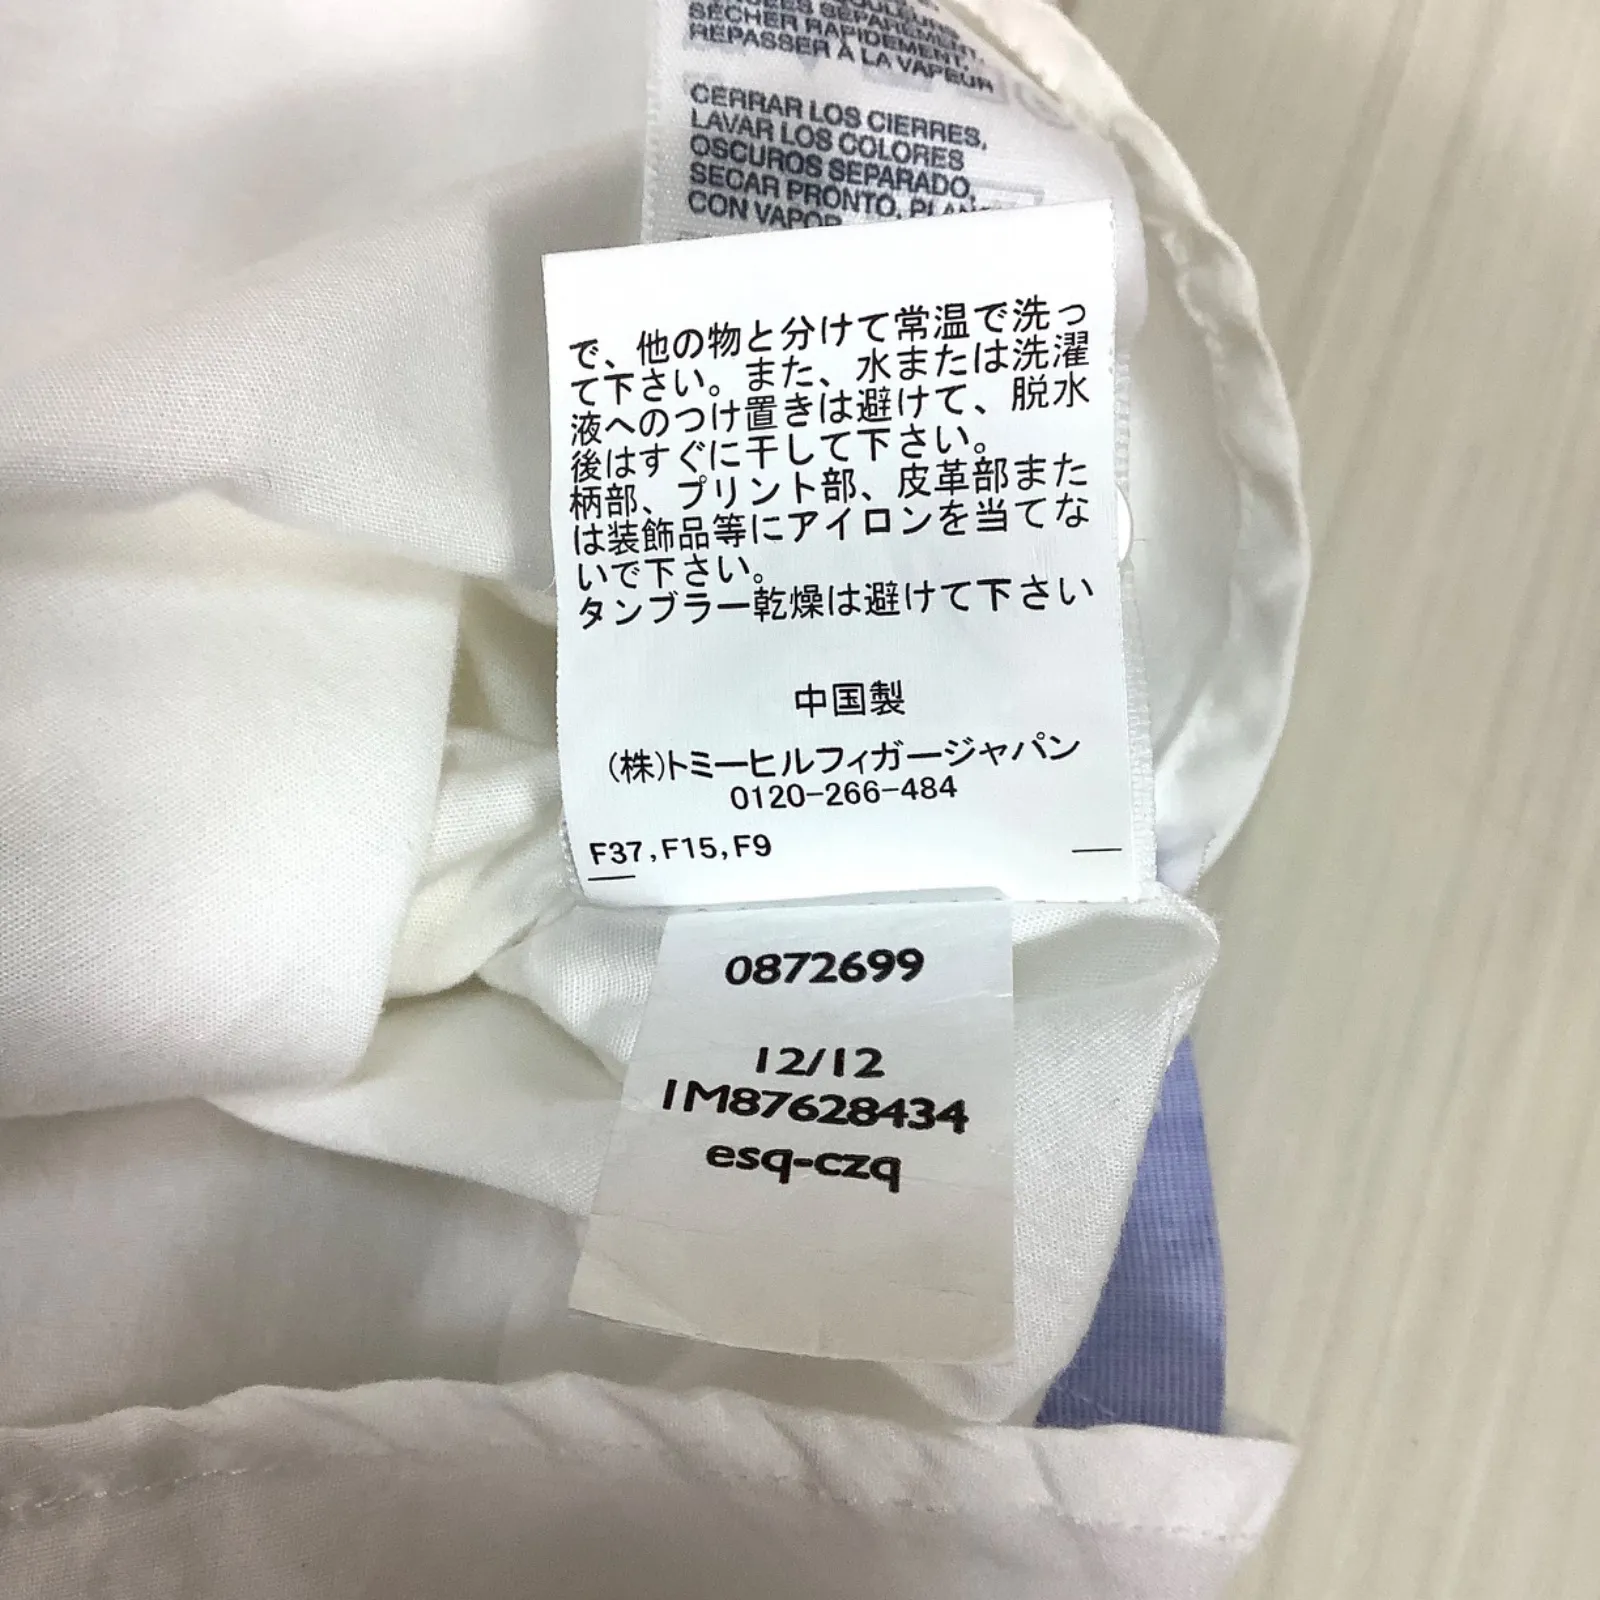 SÉCHER RAPIDEMENT,
REPASSER À LA VAPEUR
CERRAR LOS CIERRES,
LAVAR LOS COLORES
OSCUROS SEPARADO,
SECAR PRONTO,
CON VAPOR
で、他の物と分けて常温で洗っ
て下さい。また、水または洗濯
液へのつけ置きは避けて、脱水
後はすぐに干して下さい。
柄部、プリント部、皮革部また
は装飾品等にアイロンを当てな
いで下さい。
タンブラー乾燥は避けて下さい
中国製
(株)トミーヒルフィガージャパン
0120-266-484
F37,F15,F9
0872699
12/12
1M87628434
esq-czq